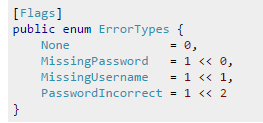 [Flags]
public enum ErrorTypes {
    None              = 0,
    MissingPassword   = 1 << 0,
    MissingUsername   = 1 << 1,
    PasswordIncorrect = 1 << 2
}